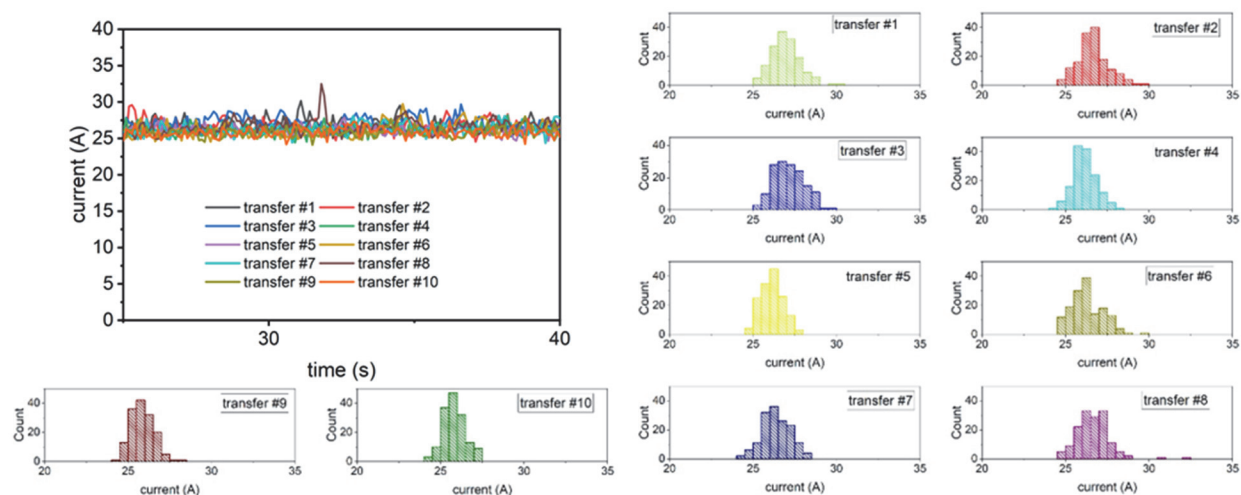 40
35
30
25
20
15
10
5
0
current (A)
transfer #1 transfer #2
transfer #3 transfer #4
transfer #5 transfer #6
transfer #7 transfer #8
transfer #9 transfer #10
30 40
time (s)
40
20
0
Count
transfer #1
20 25 30 35
current (A)
40
20
0
Count
transfer #2
20 25 30 35
current (A)
40
20
0
Count
transfer #3
20 25 30 35
current (A)
40
20
0
Count
transfer #4
20 25 30 35
current (A)
40
20
0
Count
transfer #5
20 25 30 35
current (A)
40
20
0
Count
transfer #6
20 25 30 35
current (A)
40
20
0
Count
transfer #9
20 25 30 35
current (A)
40
20
0
Count
transfer #10
20 25 30 35
current (A)
40
20
0
Count
transfer #7
20 25 30 35
current (A)
40
20
0
Count
transfer #8
20 25 30 35
current (A)